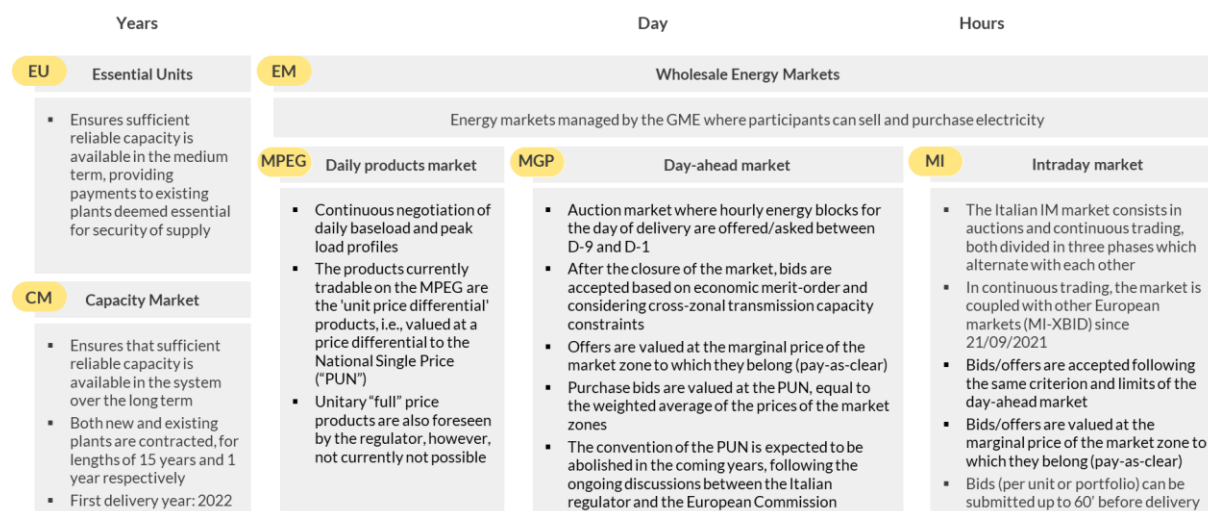 Years
Day
Hours
EU
Essential Units
▪ Ensures sufficient
reliable capacity is
available in the medium
term, providing
payments to existing
plants deemed essential
for security of supply
CM
Capacity Market
▪ Ensures that sufficient
reliable capacity is
available in the system
over the long term
▪ Both new and existing
plants are contracted, for
lengths of 15 years and 1
year respectively
▪ First delivery year: 2022
EM
Wholesale Energy Markets
Energy markets managed by the GME where participants can sell and purchase electricity
MPEG
Daily products market
▪ Continuous negotiation of
daily baseload and peak
load profiles
▪ The products currently
tradable on the MPEG are
the 'unit price differential'
products, i.e., valued at a
price differential to the
National Single Price
(“PUN”)
▪ Unitary “full” price
products are also foreseen
by the regulator, however,
not currently not possible
MGP
Day-ahead market
▪ Auction market where hourly energy blocks for
the day of delivery are offered/asked between
D-9 and D-1
▪ After the closure of the market, bids are
accepted based on economic merit-order and
considering cross-zonal transmission capacity
constraints
▪ Offers are valued at the marginal price of the
market zone to which they belong (pay-as-clear)
▪ Purchase bids are valued at the PUN, equal to
the weighted average of the prices of the market
zones
▪ The convention of the PUN is expected to be
abolished in the coming years, following the
ongoing discussions between the Italian
regulator and the European Commission
MI
Intraday market
▪ The Italian IM market consists in
auctions and continuous trading,
both divided in three phases which
alternate with each other
▪ In continuous trading, the market is
coupled with other European
markets (MI-XBID) since
21/09/2021
▪ Bids/offers are accepted following
the same criterion and limits of the
day-ahead market
▪ Bids/offers are valued at the
marginal price of the market zone to
which they belong (pay-as-clear)
▪ Bids (per unit or portfolio) can be
submitted up to 60’ before delivery